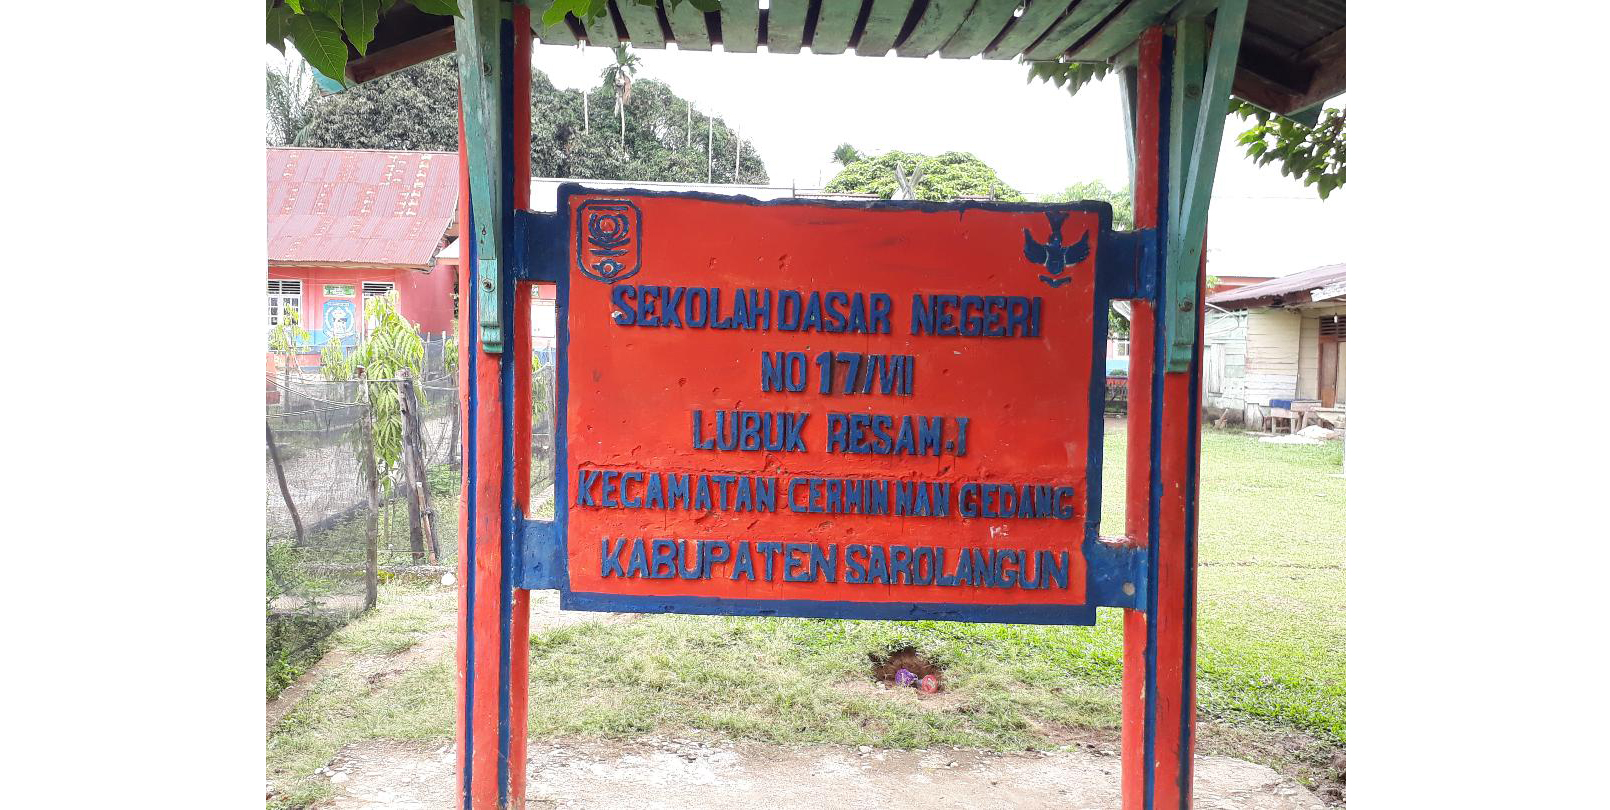 SEKOLAH DASAR NEGERI
NO 17/VII
LUBUK RESAM.I
KECAMATAN CERMIN NAN GEDANG
KABUPATEN SAROLANGUN